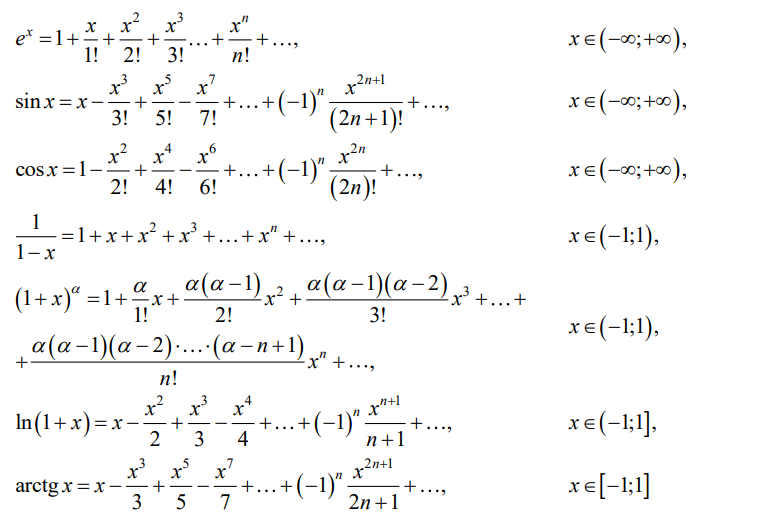 e^x = 1 + x/1! + x^2/2! + x^3/3! ... + x^n/n! + ..., x ∈ (−∞; +∞),
sin x = x − x^3/3! + x^5/5! − x^7/7! + ... + (−1)^n x^(2n+1)/(2n+1)! + ..., x ∈ (−∞; +∞),
cos x = 1 − x^2/2! + x^4/4! − x^6/6! + ... + (−1)^n x^(2n)/(2n)! + ..., x ∈ (−∞; +∞),
1/(1−x) = 1 + x + x^2 + x^3 + ... + x^n + ..., x ∈ (−1;1),
(1+x)^α = 1 + α/1! x + α(α−1)/2! x^2 + α(α−1)(α−2)/3! x^3 + ... +
+ α(α−1)(α−2)·...·(α−n+1)/n! x^n + ..., x ∈ (−1;1),
ln(1+x) = x − x^2/2 + x^3/3 − x^4/4 + ... + (−1)^n x^(n+1)/(n+1) + ..., x ∈ (−1;1],
arctg x = x − x^3/3 + x^5/5 − x^7/7 + ... + (−1)^n x^(2n+1)/(2n+1) + ..., x ∈ [−1;1]